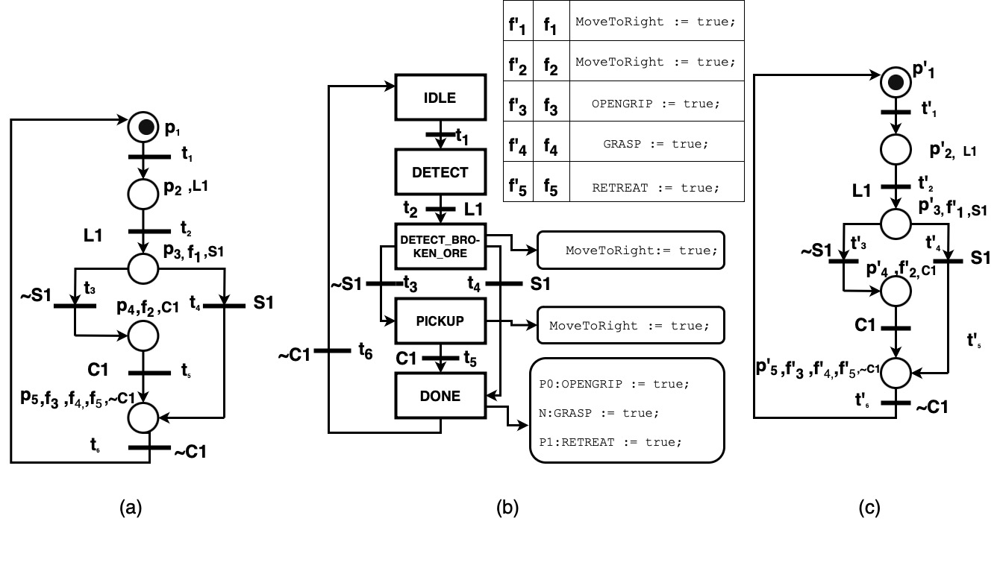 f'1 f1 MoveToRight := true;
f'2 f2 MoveToRight := true;
f'3 f3 OPENGRIP := true;
f'4 f4 GRASP := true;
f'5 f5 RETREAT := true;
p1
t1
p2 ,L1
L1
t2
p3, f1 ,S1
~S1
t3
p4,f2 ,C1
t4
S1
C1
t5
p5,f3 ,f4,,f5,~C1
t6
~C1
(a)
IDLE
t1
DETECT
t2
L1
DETECT_BRO-
KEN_ORE
MoveToRight:= true;
~S1
t3
t4
S1
PICKUP
MoveToRight := true;
~C1
t6
C1
t5
DONE
P0:OPENGRIP := true;
N:GRASP := true;
P1:RETREAT := true;
(b)
p'1
t'1
p'2, L1
L1
t'2
p'3,f'1 ,S1
~S1
t'3
t'4
S1
p'4 ,f'2, C1
C1
t'5
p'5 ,f'3 ,f'4, ,f'5 ,~C1
t'6
~C1
(c)